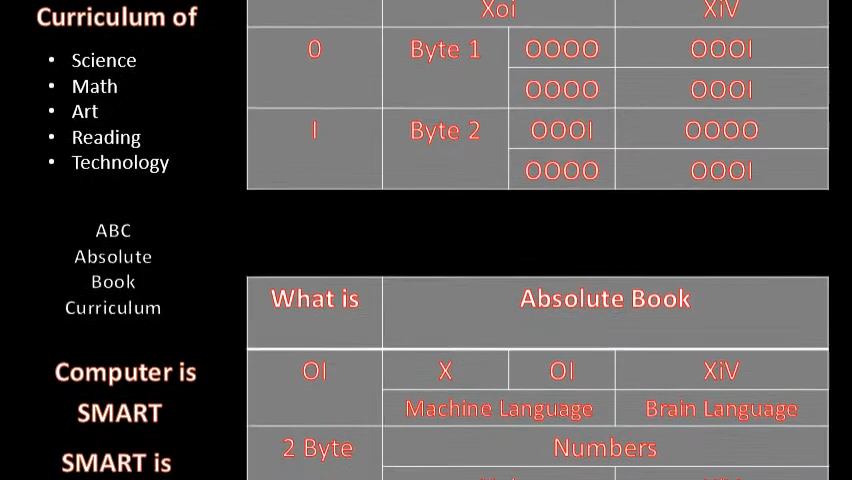 Curriculum of
• Science
• Math
• Art
• Reading
• Technology
ABC
Absolute
Book
Curriculum
Computer is
SMART
SMART is
Xoi XiV
0 Byte 1 OOOO OOOI
OOOO OOOI
I Byte 2 OOOI OOOO
OOOO OOOI
What is Absolute Book
OI X OI XiV
Machine Language Brain Language
2 Byte Numbers